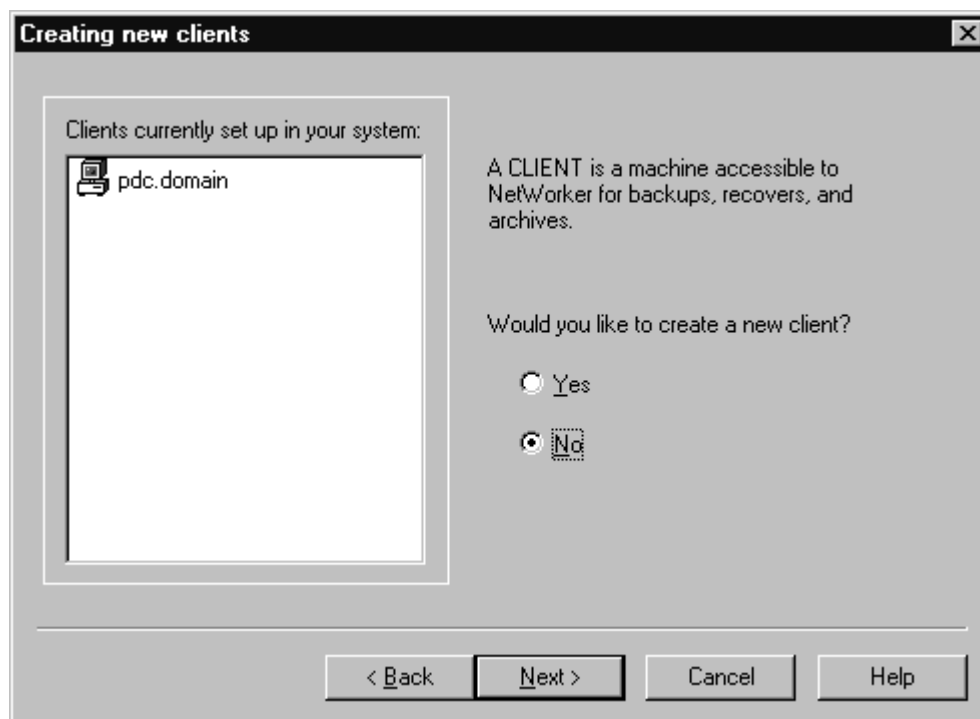 Creating new clients
Clients currently set up in your system:
pdc.domain
A CLIENT is a machine accessible to
NetWorker for backups, recovers, and
archives.
Would you like to create a new client?
Yes
No
< Back
Next >
Cancel
Help